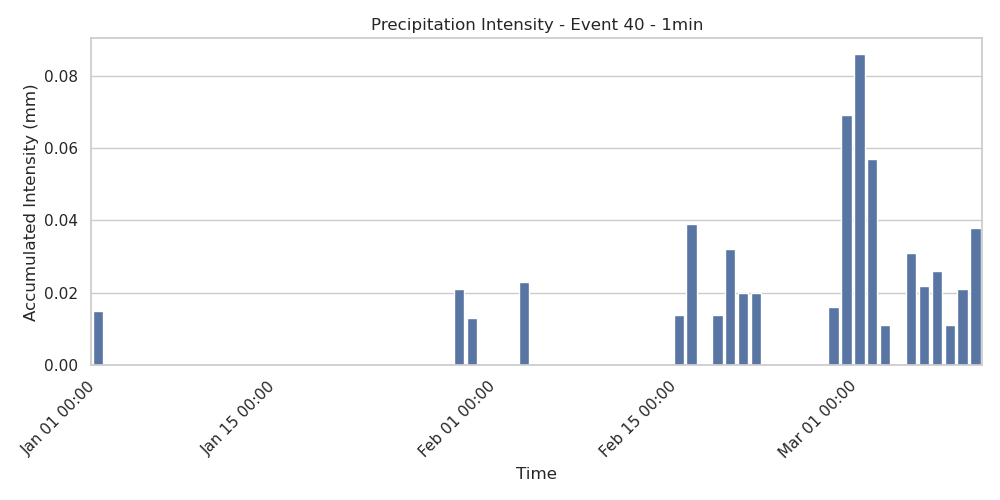 Precipitation Intensity - Event 40 - 1min
Accumulated Intensity (mm)
0.08
0.06
0.04
0.02
0.00
Jan 01 00:00
Jan 15 00:00
Feb 01 00:00
Feb 15 00:00
Mar 01 00:00
Time